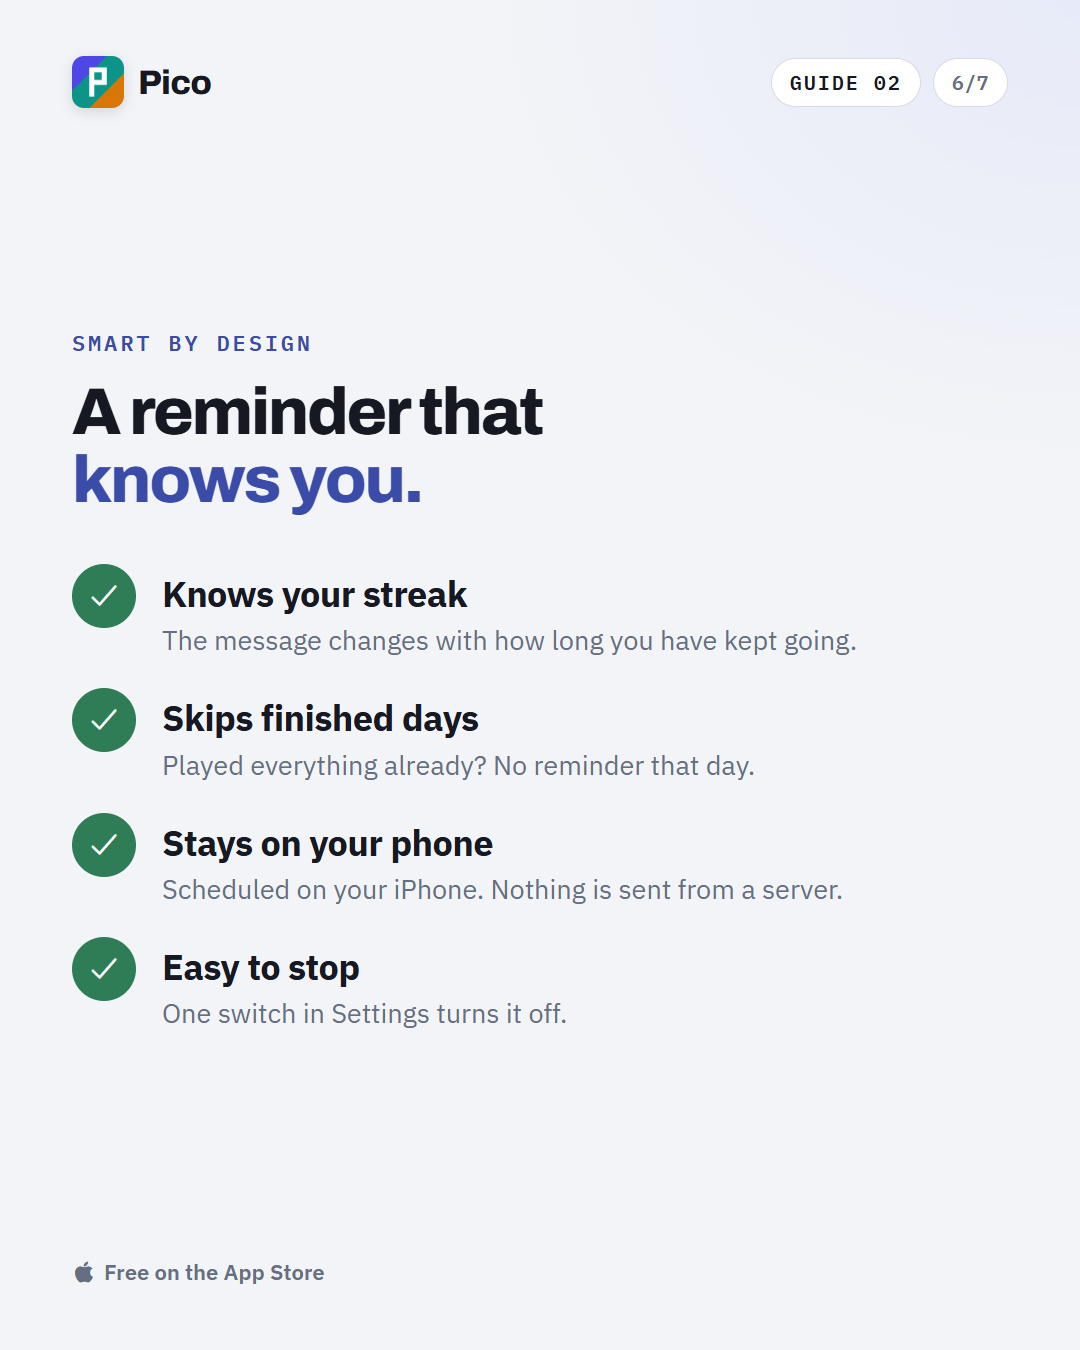 Pico
GUIDE 02
6/7
SMART BY DESIGN
A reminder that
knows you.
Knows your streak
The message changes with how long you have kept going.
Skips finished days
Played everything already? No reminder that day.
Stays on your phone
Scheduled on your iPhone. Nothing is sent from a server.
Easy to stop
One switch in Settings turns it off.
Free on the App Store